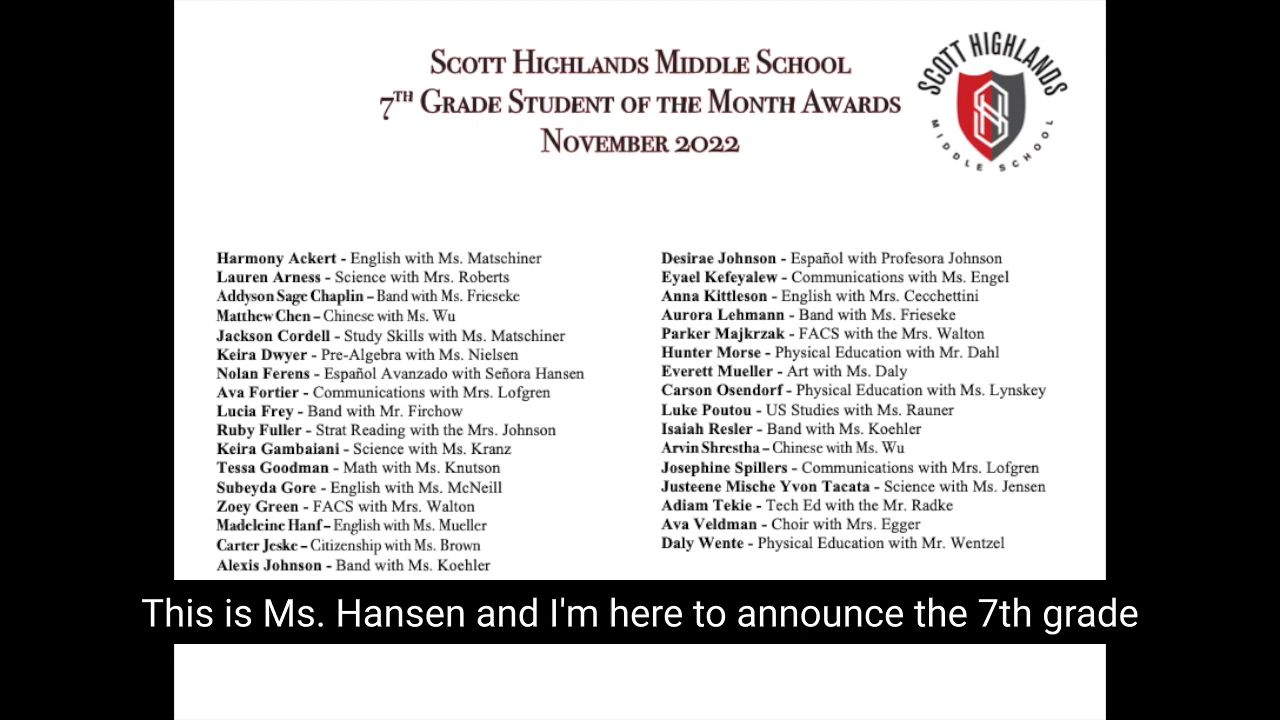 Scott Highlands Middle School
7th Grade Student of the Month Awards
November 2022
SCOTT HIGHLANDS
MIDDLE SCHOOL
Harmony Ackert - English with Ms. Matschiner
Lauren Arness - Science with Mrs. Roberts
Addyson Sage Chaplin – Band with Ms. Frieseke
Matthew Chen – Chinese with Ms. Wu
Jackson Cordell - Study Skills with Ms. Matschiner
Keira Dwyer - Pre-Algebra with Ms. Nielsen
Nolan Ferens - Español Avanzado with Señora Hansen
Ava Fortier - Communications with Mrs. Lofgren
Lucia Frey - Band with Mr. Firchow
Ruby Fuller - Strat Reading with the Mrs. Johnson
Keira Gambaiani - Science with Ms. Kranz
Tessa Goodman - Math with Ms. Knutson
Subeyda Gore - English with Ms. McNeill
Zoey Green - FACS with Mrs. Walton
Madeleine Hanf – English with Ms. Mueller
Carter Jeske – Citizenship with Ms. Brown
Alexis Johnson - Band with Ms. Koehler
Desirae Johnson - Español with Profesora Johnson
Eyael Kefeyalew - Communications with Ms. Engel
Anna Kittleson - English with Mrs. Cecchettini
Aurora Lehmann - Band with Ms. Frieseke
Parker Majkrzak - FACS with the Mrs. Walton
Hunter Morse - Physical Education with Mr. Dahl
Everett Mueller - Art with Ms. Daly
Carson Osendorf - Physical Education with Ms. Lynskey
Luke Poutou - US Studies with Ms. Rauner
Isaiah Resler - Band with Ms. Koehler
Arvin Shrestha – Chinese with Ms. Wu
Josephine Spillers - Communications with Mrs. Lofgren
Justeene Mische Yvon Tacata - Science with Ms. Jensen
Adiam Tekie - Tech Ed with the Mr. Radke
Ava Veldman - Choir with Mrs. Egger
Daly Wente - Physical Education with Mr. Wentzel
This is Ms. Hansen and I'm here to announce the 7th grade